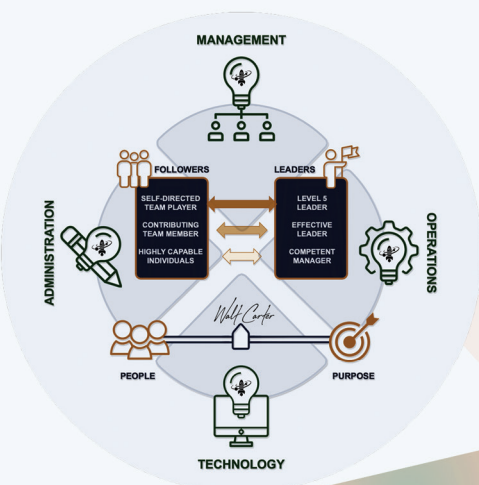 MANAGEMENT
FOLLOWERS
LEADERS
SELF-DIRECTED
TEAM PLAYER
CONTRIBUTING
TEAM MEMBER
HIGHLY CAPABLE
INDIVIDUALS
LEVEL 5
LEADER
EFFECTIVE
LEADER
COMPETENT
MANAGER
ADMINISTRATION
OPERATIONS
Walt Carter
PEOPLE
PURPOSE
TECHNOLOGY